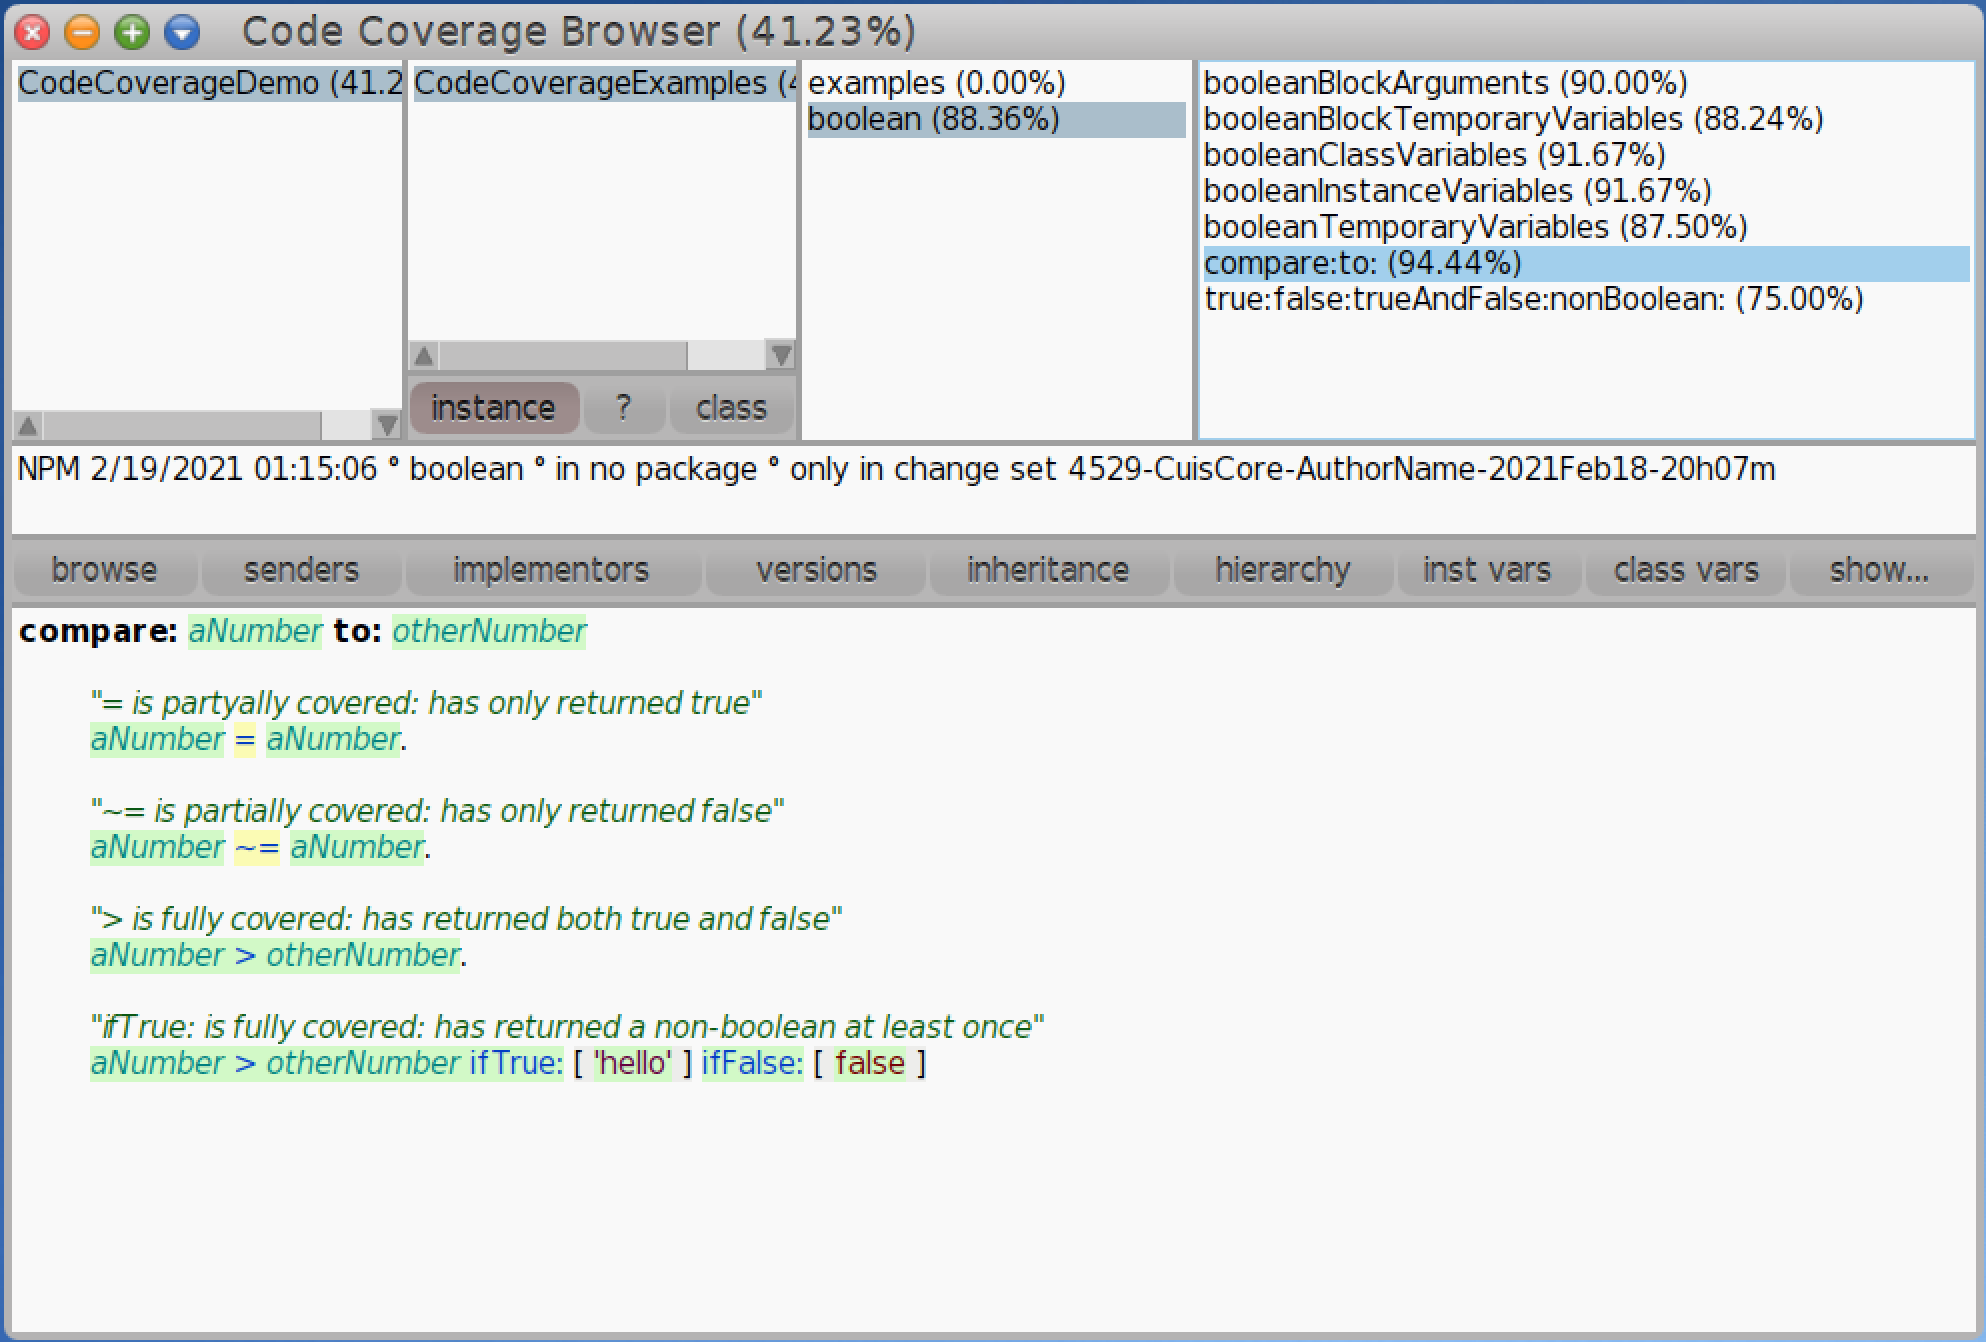 Code Coverage Browser (41.23%)
CodeCoverageDemo (41.2
CodeCoverageExamples (4
instance
?
class
examples (0.00%)
boolean (88.36%)
booleanBlockArguments (90.00%)
booleanBlockTemporaryVariables (88.24%)
booleanClassVariables (91.67%)
booleanInstanceVariables (91.67%)
booleanTemporaryVariables (87.50%)
compare:to: (94.44%)
true:false:trueAndFalse:nonBoolean: (75.00%)
NPM 2/19/2021 01:15:06 ° boolean ° in no package ° only in change set 4529-CuisCore-AuthorName-2021Feb18-20h07m
browse senders implementors versions inheritance hierarchy inst vars class vars show...
compare: aNumber to: otherNumber
"= is partyally covered: has only returned true"
aNumber = aNumber.
"~= is partially covered: has only returned false"
aNumber ~= aNumber.
"> is fully covered: has returned both true and false"
aNumber > otherNumber.
"ifTrue: is fully covered: has returned a non-boolean at least once"
aNumber > otherNumber ifTrue: [ 'hello' ] ifFalse: [ false ]